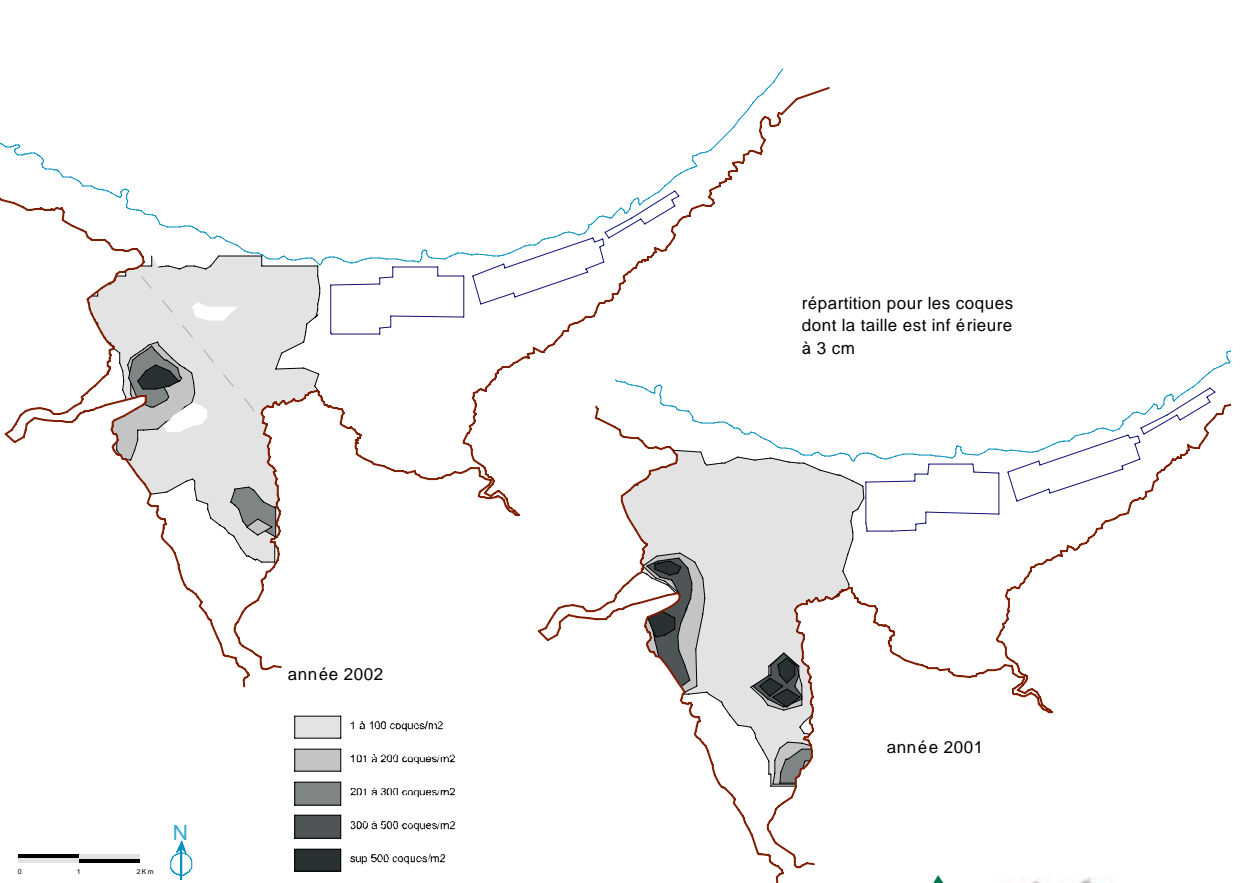 répartition pour les coques
dont la taille est inf érieure
à 3 cm
année 2002
1 à 100 coques/m2
101 à 200 coques/m2
201 à 300 coques/m2
300 à 500 coques/m2
sup 500 coques/m2
année 2001
N
0 1 2Km